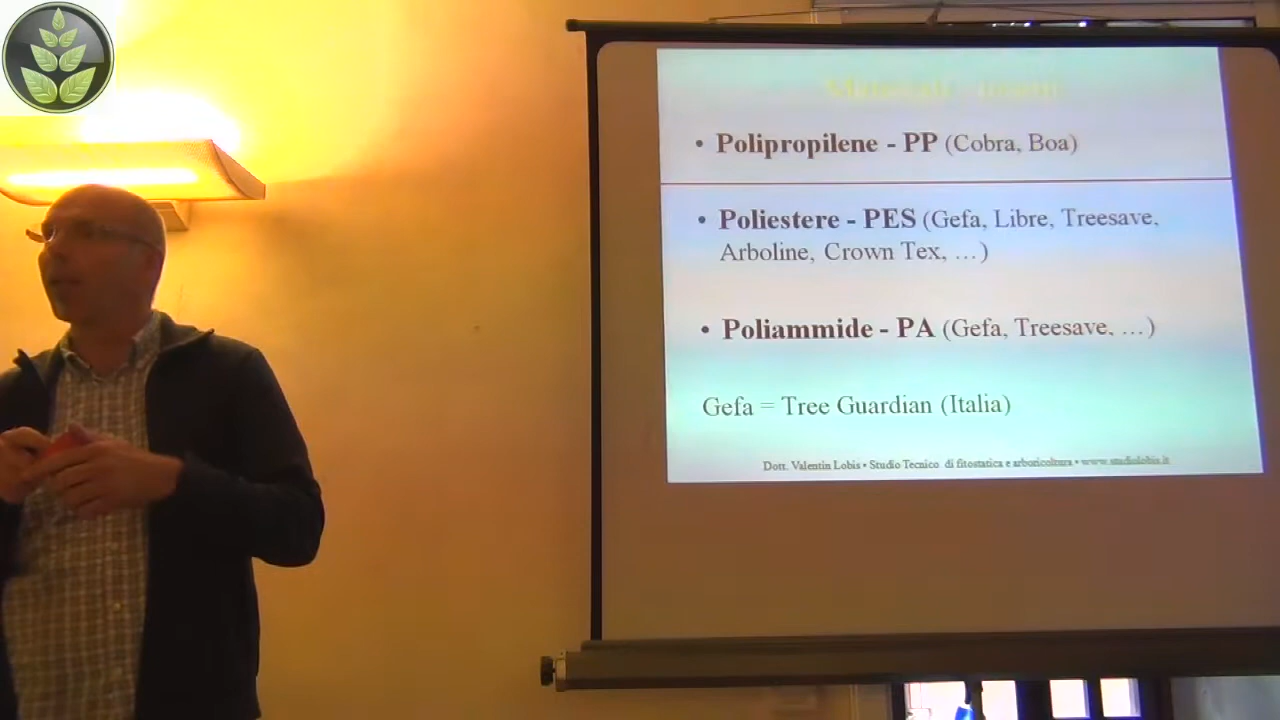 • Polipropilene - PP (Cobra, Boa)
• Poliestere - PES (Gefa, Libre, Treesave,
Arboline, Crown Tex, …)
• Poliammide - PA (Gefa, Treesave, …)
Gefa = Tree Guardian (Italia)
Dott. Valentin Lobis • Studio Tecnico di fitostatica e arboricoltura • www.studiolobis.it